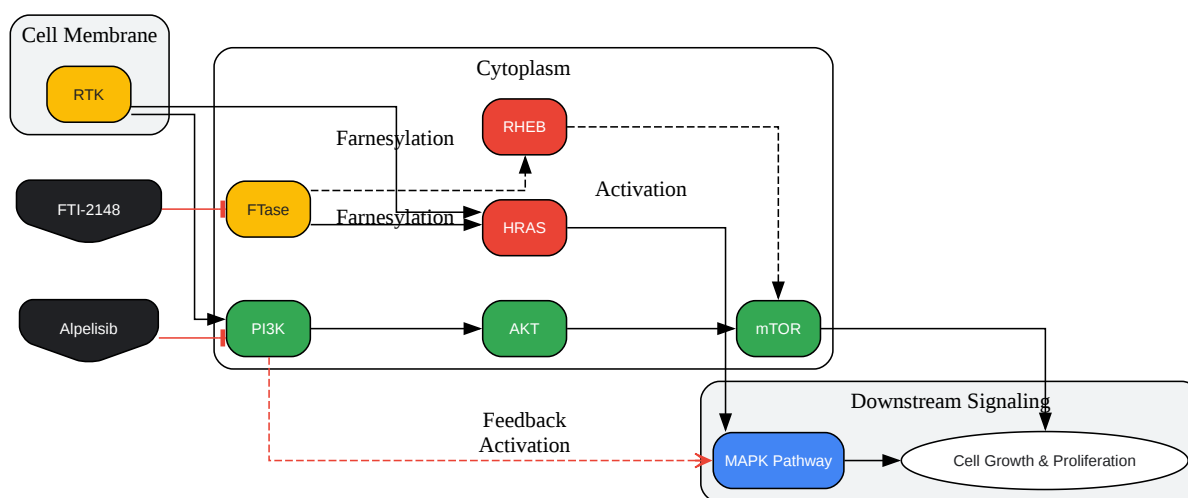 Cell Membrane
RTK
Cytoplasm
RHEB
Farnesylation
Activation
FTI-2148
FTase
Farnesylation
HRAS
Alpelisib
PI3K
AKT
mTOR
Feedback
Activation
Downstream Signaling
MAPK Pathway
Cell Growth & Proliferation